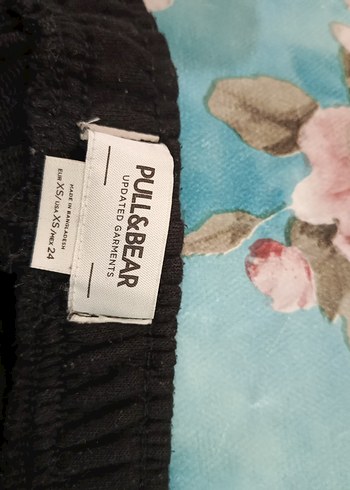 PULL&BEAR
UPDATED GARMENTS
MADE IN BANGLADESH
EUR XS/USA XS/MEX 24